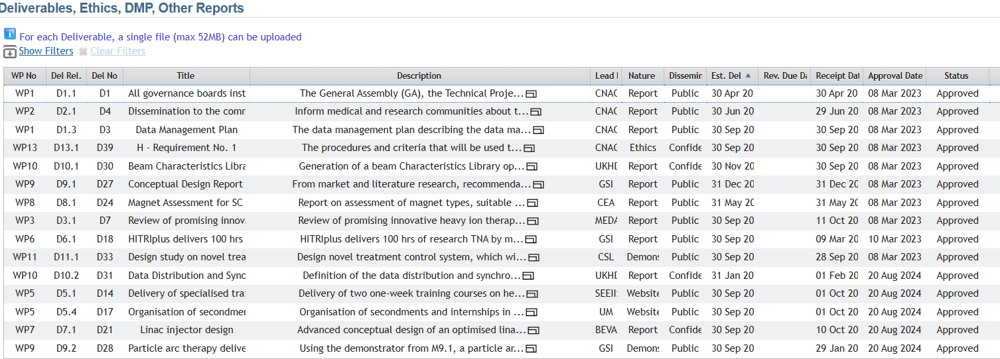 Deliverables, Ethics, DMP, Other Reports
For each Deliverable, a single file (max 52MB) can be uploaded
Show Filters Clear Filters
WP No Del Rel. Del No Title Description Lead Nature Dissemin Est. Del Rev. Due Da Receipt Dat Approval Date Status
WP1 D1.1 D1 All governance boards inst The General Assembly (GA), the Technical Proje... CNAO Report Public 30 Apr 20 30 Apr 20 08 Mar 2023 Approved
WP2 D2.1 D4 Dissemination to the comm Inform medical and research communities about t... CNAO Report Public 30 Jun 20 29 Jun 20 08 Mar 2023 Approved
WP1 D1.3 D3 Data Management Plan The data management plan describing the data ma... CNAO Report Public 30 Sep 20 30 Sep 20 08 Mar 2023 Approved
WP13 D13.1 D39 H - Requirement No. 1 The procedures and criteria that will be used t... CNAO Ethics Confide 30 Sep 20 30 Sep 20 08 Mar 2023 Approved
WP10 D10.1 D30 Beam Characteristics Libra Generation of a beam Characteristics Library op... UKHD Report Confide 30 Nov 20 30 Sep 20 08 Mar 2023 Approved
WP9 D9.1 D27 Conceptual Design Report From market and literature research, recommenda... GSI Report Public 31 Dec 20 31 Dec 20 08 Mar 2023 Approved
WP8 D8.1 D24 Magnet Assessment for SC Report on assessment of magnet types, suitable ... CEA Report Public 31 May 20 31 May 20 08 Mar 2023 Approved
WP3 D3.1 D7 Review of promising innov Review of promising innovative heavy ion therap... MEDA Report Public 30 Sep 20 11 Oct 20 08 Mar 2023 Approved
WP6 D6.1 D18 HITRIplus delivers 100 hrs HITRIplus delivers 100 hrs of research TNA by m... GSI Report Public 30 Sep 20 09 Mar 20 10 Mar 2023 Approved
WP11 D11.1 D33 Design study on novel trea Design novel treatment control system, which wi... CSL Demons Public 30 Sep 20 28 Sep 20 08 Mar 2023 Approved
WP10 D10.2 D31 Data Distribution and Sync Definition of the data distribution and synchro... UKHD Report Confide 31 Jan 20 01 Feb 20 20 Aug 2024 Approved
WP5 D5.1 D14 Delivery of specialised tra Delivery of two one-week training courses on he... SEEII Website Public 30 Sep 20 01 Oct 20 20 Aug 2024 Approved
WP5 D5.4 D17 Organisation of secondmen Organisation of secondments and internships in ... UM Website Public 30 Sep 20 01 Oct 20 20 Aug 2024 Approved
WP7 D7.1 D21 Linac injector design Advanced conceptual design of an optimised lina... BEVA Report Confide 30 Sep 20 10 Oct 20 20 Aug 2024 Approved
WP9 D9.2 D28 Particle arc therapy delive Using the demonstrator from M9.1, a particle ar... GSI Demons Public 30 Sep 20 29 Jan 20 20 Aug 2024 Approved